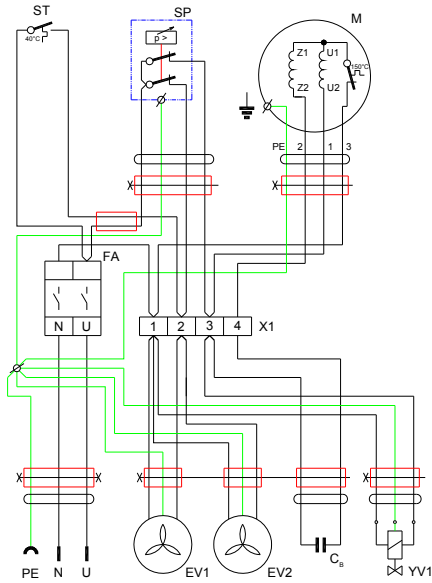 ST
SP
M
40°C
p >
Z1 U1
150°C
Z2 U2
PE 2 1 3
FA
N U
1 2 3 4 X1
X X
X X
X X X
PE N U
EV1 EV2 CB YV1